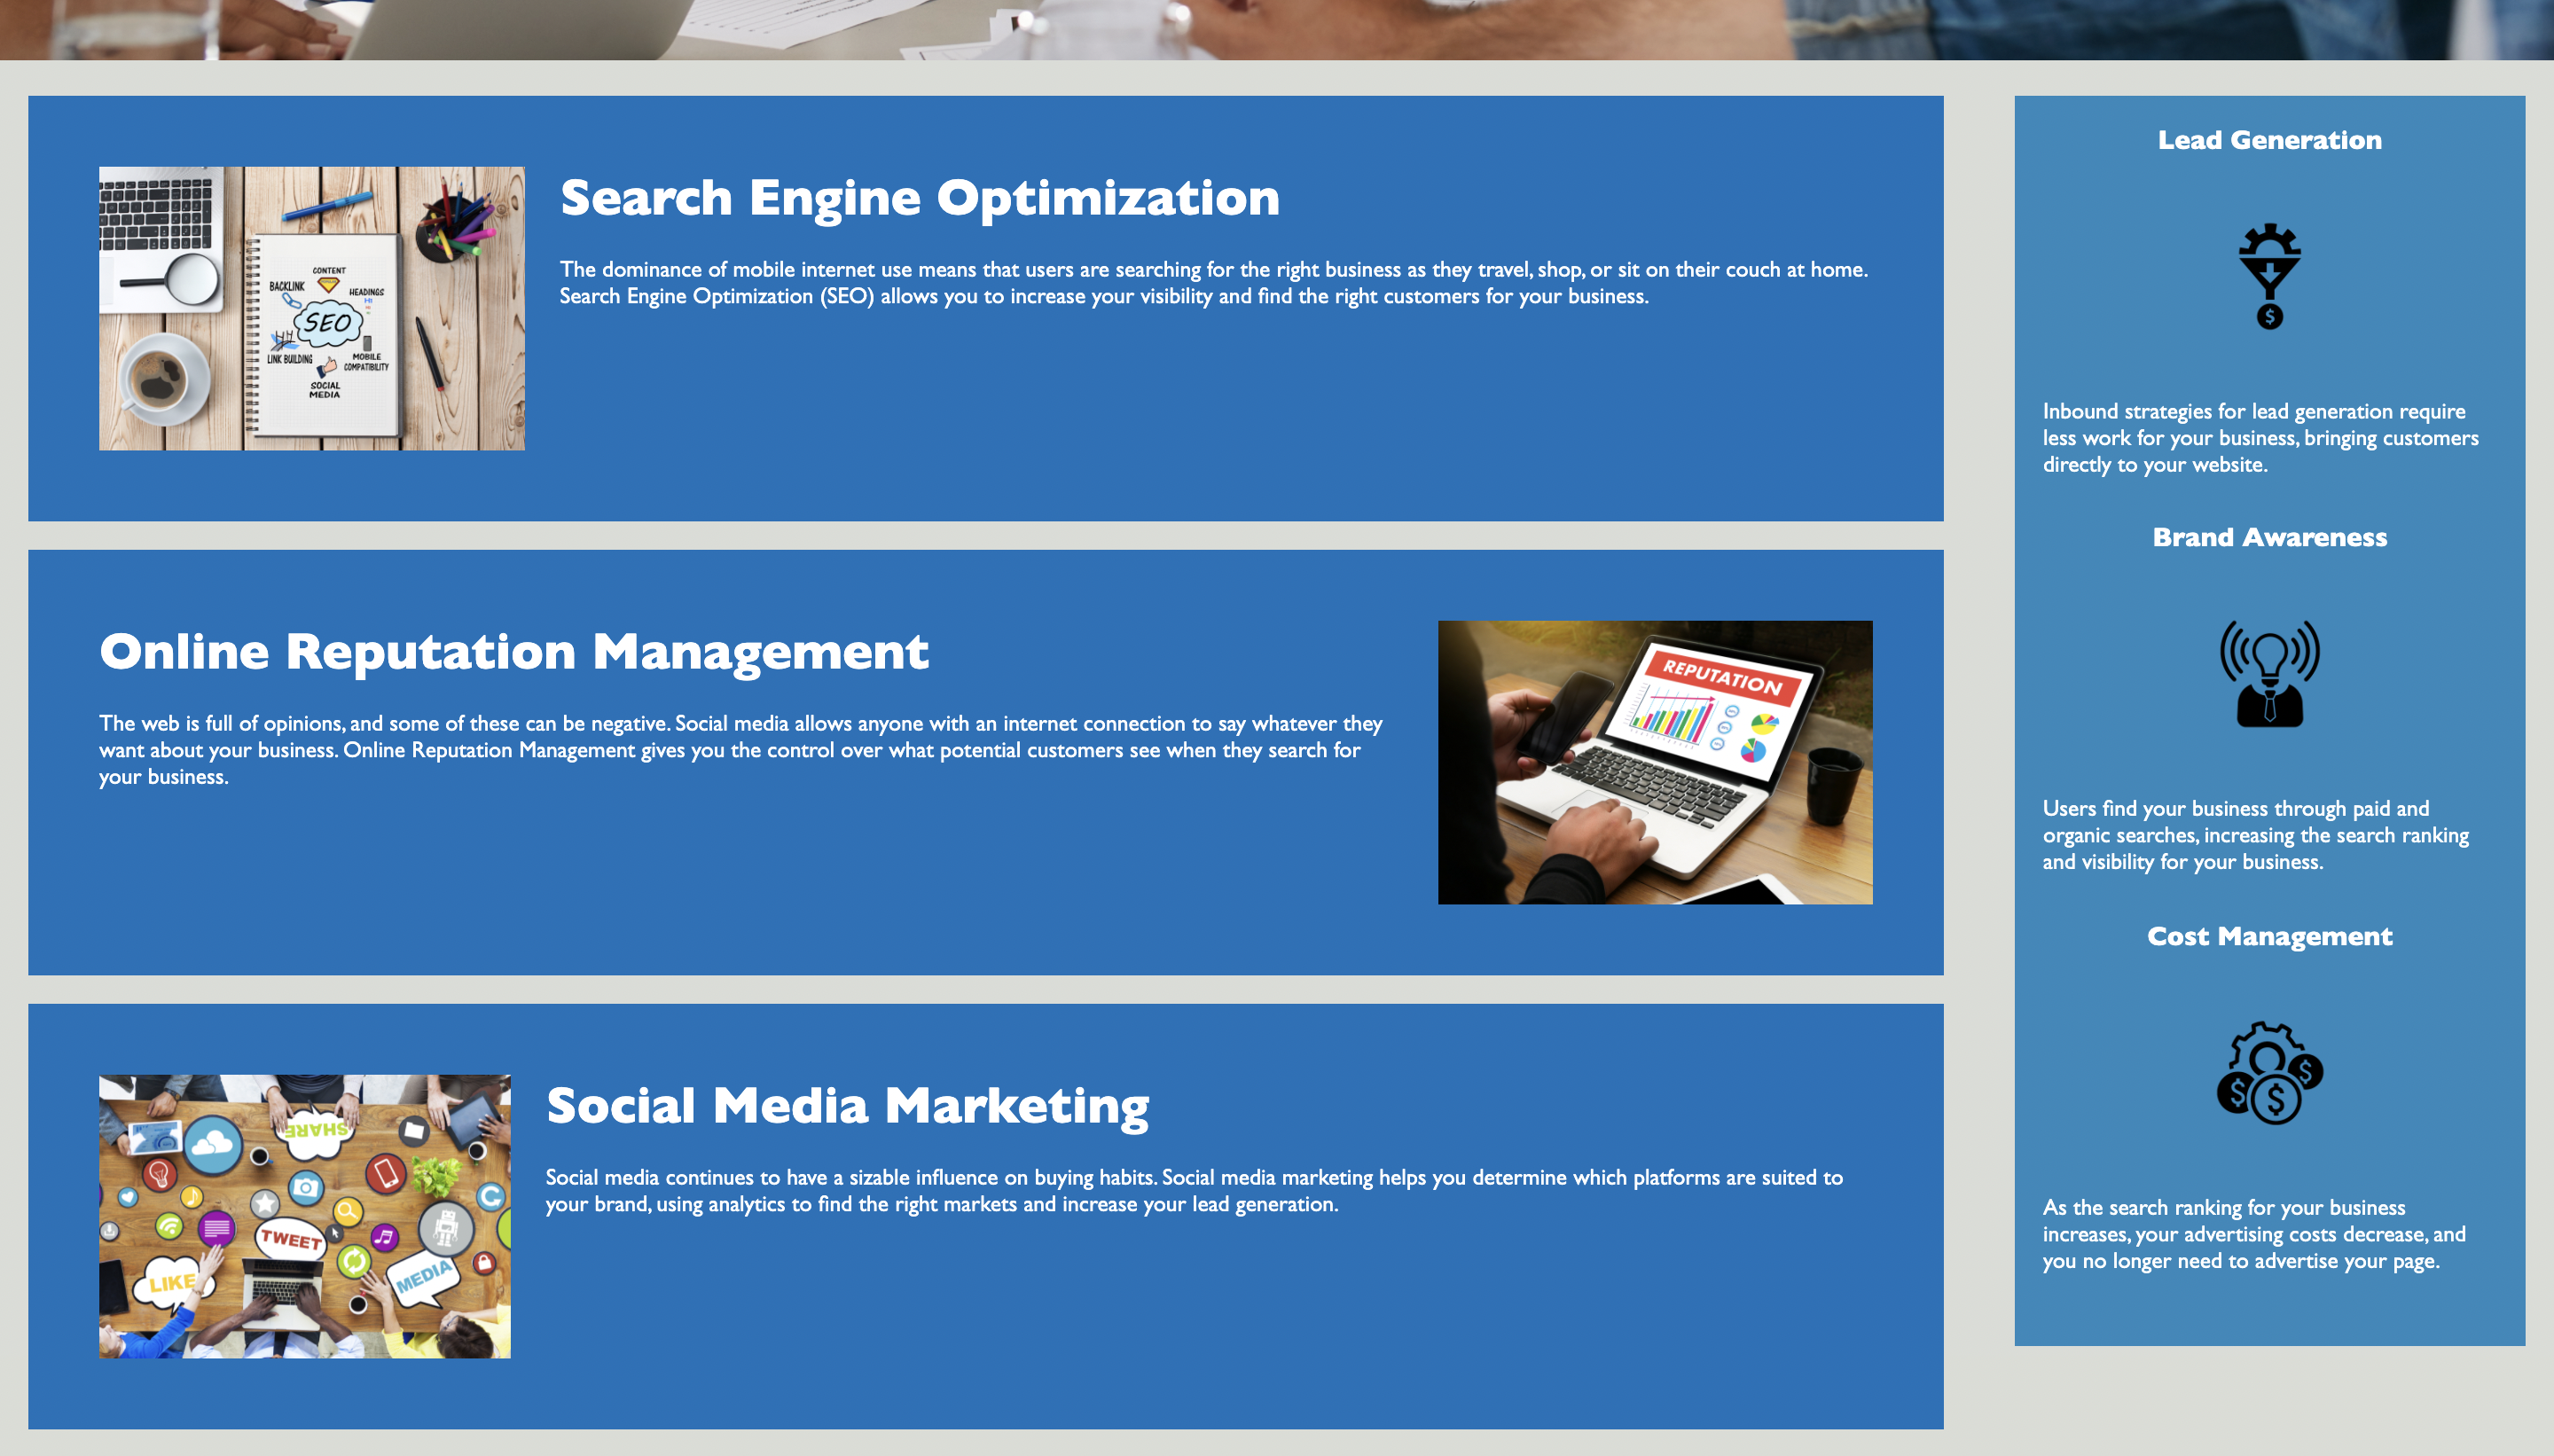 Search Engine Optimization
The dominance of mobile internet use means that users are searching for the right business as they travel, shop, or sit on their couch at home.
Search Engine Optimization (SEO) allows you to increase your visibility and find the right customers for your business.
CONTENT
BACKLINK
HEADINGS
H1
SEO
LINK BUILDING
MOBILE
COMPATIBILITY
SOCIAL
MEDIA
Online Reputation Management
The web is full of opinions, and some of these can be negative. Social media allows anyone with an internet connection to say whatever they
want about your business. Online Reputation Management gives you the control over what potential customers see when they search for
your business.
REPUTATION
Social Media Marketing
Social media continues to have a sizable influence on buying habits. Social media marketing helps you determine which platforms are suited to
your brand, using analytics to find the right markets and increase your lead generation.
SHARE
TWEET
LIKE
MEDIA
Lead Generation
$
Inbound strategies for lead generation require
less work for your business, bringing customers
directly to your website.
Brand Awareness
Users find your business through paid and
organic searches, increasing the search ranking
and visibility for your business.
Cost Management
$ $ $
As the search ranking for your business
increases, your advertising costs decrease, and
you no longer need to advertise your page.